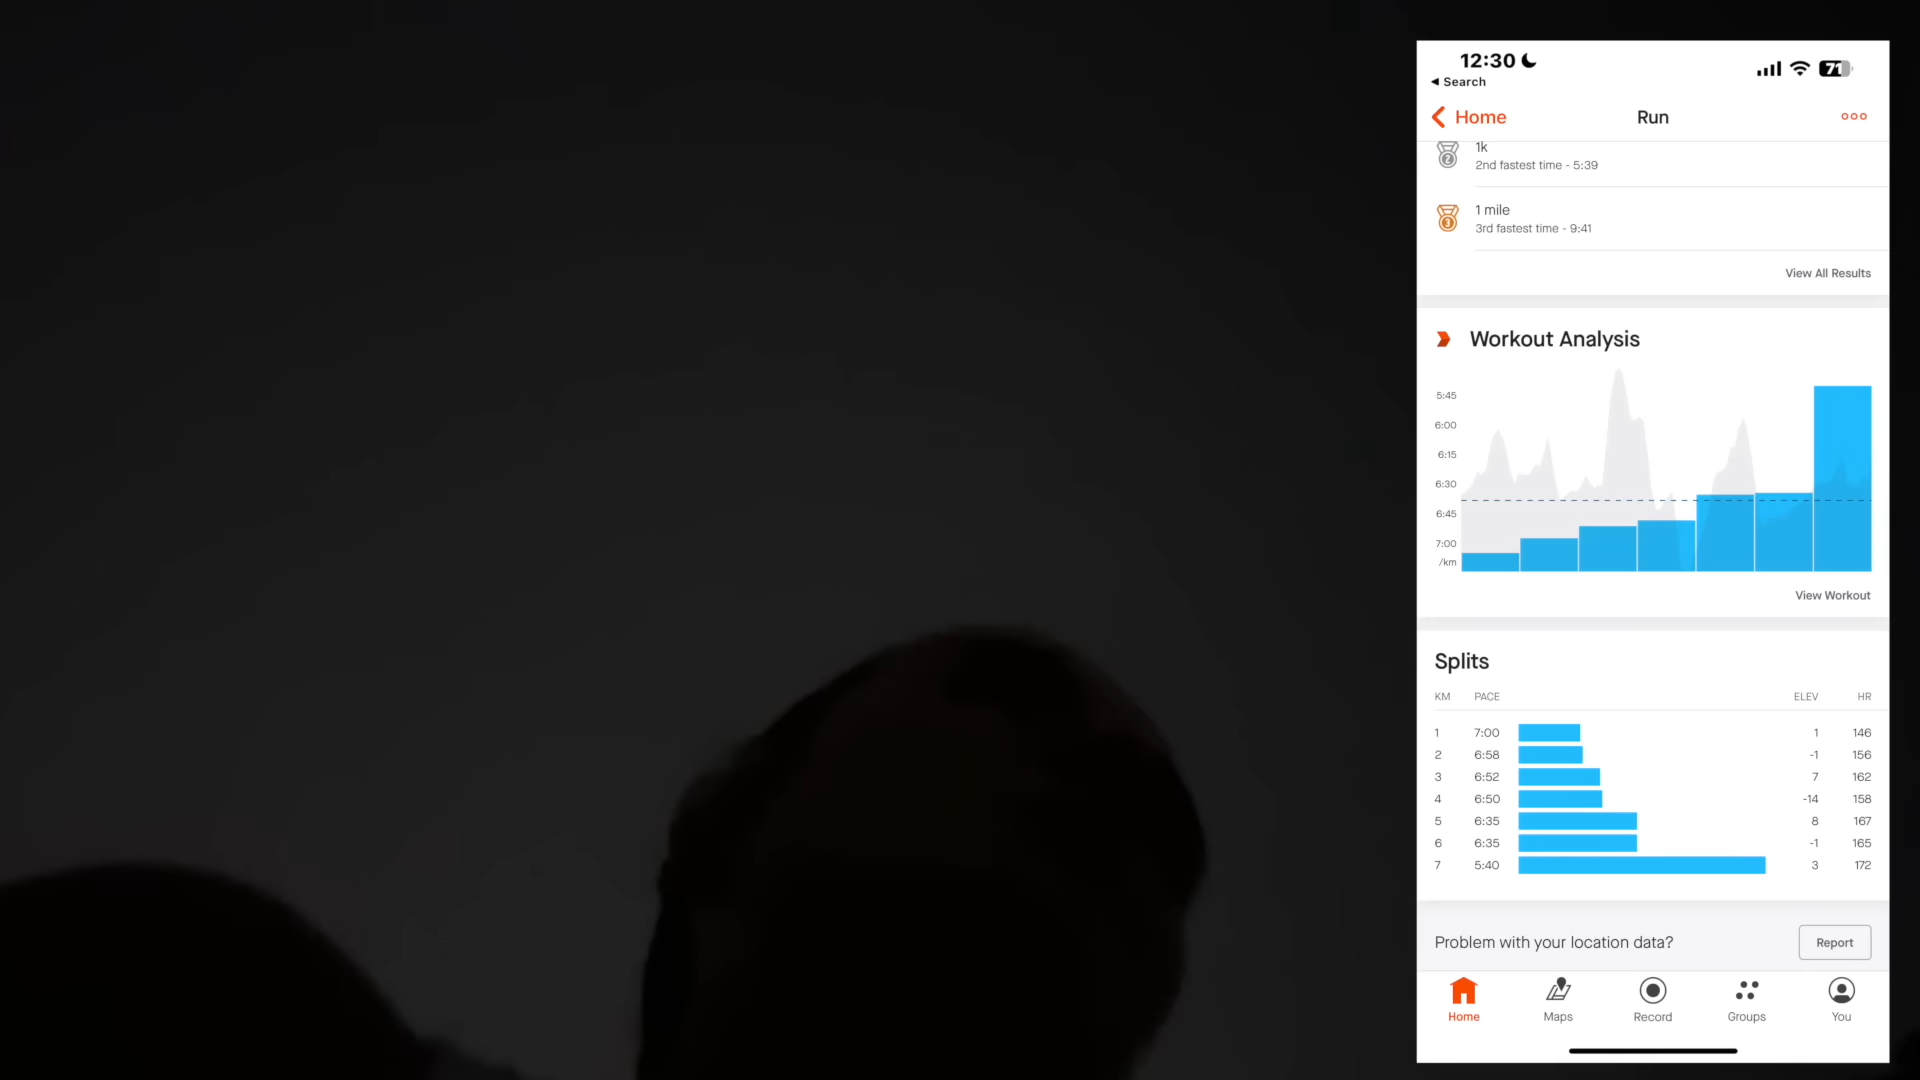 12:30
71
◄ Search
Home
Run
1k
2nd fastest time - 5:39
2
1 mile
3rd fastest time - 9:41
3
View All Results
Workout Analysis
5:45
6:00
6:15
6:30
6:45
7:00
/km
View Workout
Splits
KM PACE ELEV HR
1 7:00 1 146
2 6:58 -1 156
3 6:52 7 162
4 6:50 -14 158
5 6:35 8 167
6 6:35 -1 165
7 5:40 3 172
Problem with your location data?
Report
Home
Maps
Record
Groups
You